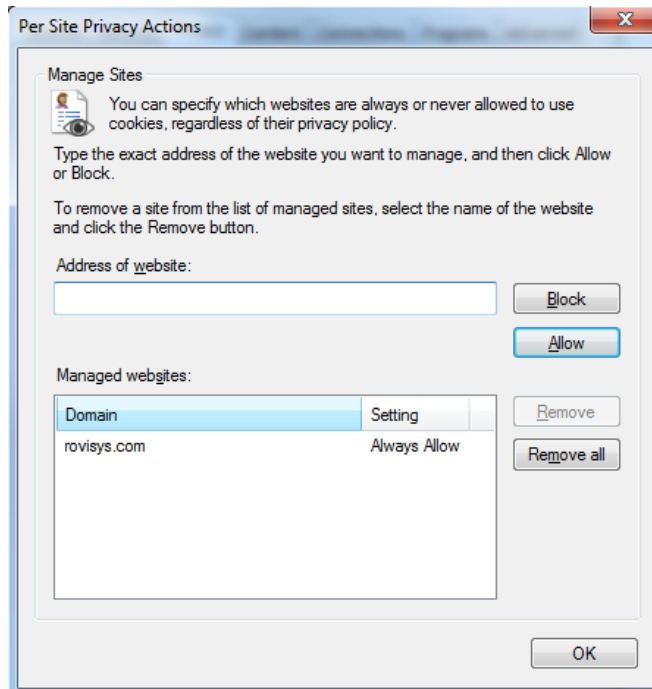 Per Site Privacy Actions
Manage Sites
You can specify which websites are always or never allowed to use
cookies, regardless of their privacy policy.
Type the exact address of the website you want to manage, and then click Allow
or Block.
To remove a site from the list of managed sites, select the name of the website
and click the Remove button.
Address of website:
Block
Allow
Managed websites:
Domain Setting
Remove
rovisys.com Always Allow
Remove all
OK